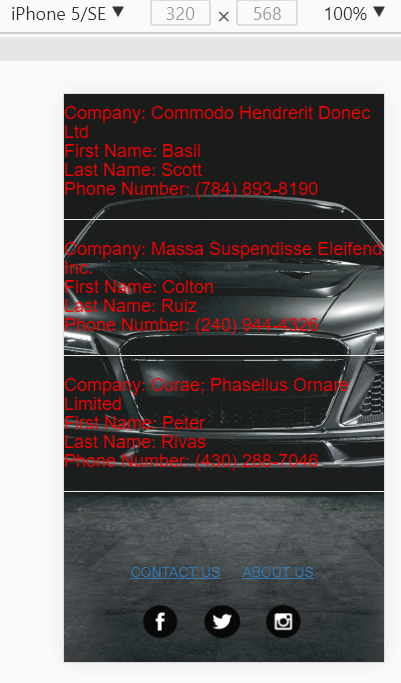 iPhone 5/SE ▼ 320 × 568 100% ▼
Company: Commodo Hendrerit Donec
Ltd
First Name: Basil
Last Name: Scott
Phone Number: (784) 893-8190
Company: Massa Suspendisse Eleifend
Inc.
First Name: Colton
Last Name: Ruiz
Phone Number: (240) 944-4326
Company: Curae; Phasellus Ornare
Limited
First Name: Peter
Last Name: Rivas
Phone Number: (430) 288-7046
CONTACT US ABOUT US